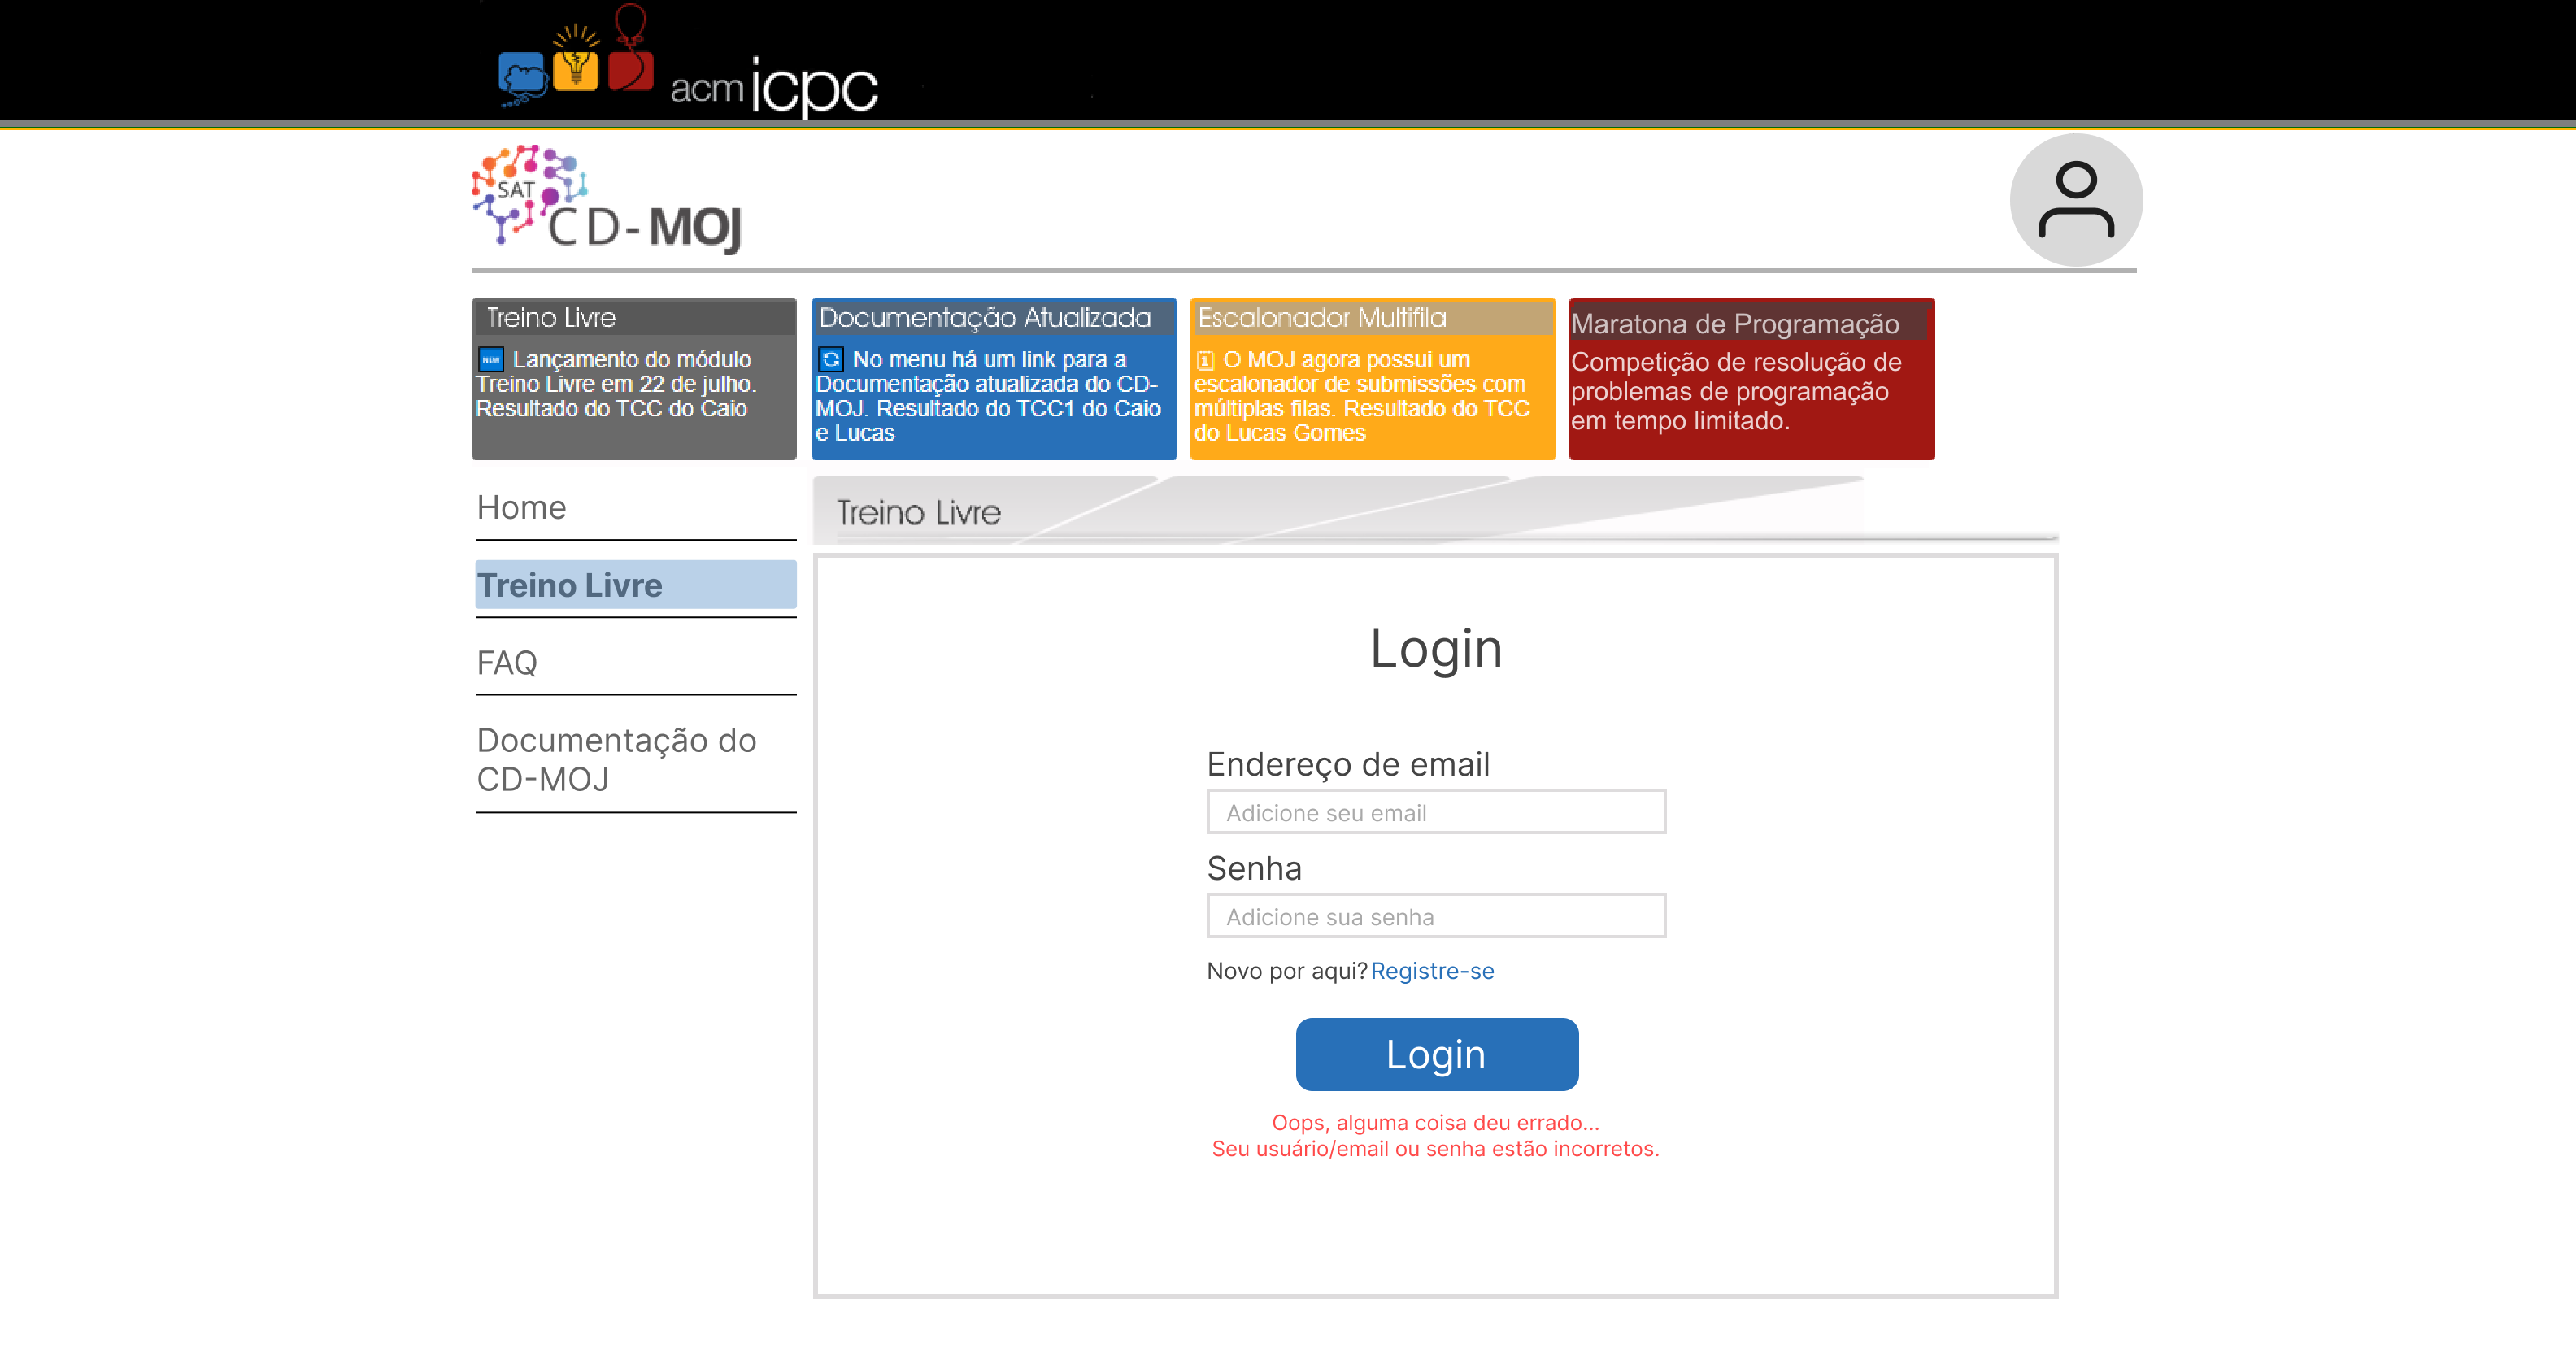 acm icpc
SAT
CD-MOJ
Treino Livre
NEW Lançamento do módulo
Treino Livre em 22 de julho.
Resultado do TCC do Caio
Documentação Atualizada
No menu há um link para a
Documentação atualizada do CD-
MOJ. Resultado do TCC1 do Caio
e Lucas
Escalonador Multifila
O MOJ agora possui um
escalonador de submissões com
múltiplas filas. Resultado do TCC
do Lucas Gomes
Maratona de Programação
Competição de resolução de
problemas de programação
em tempo limitado.
Home
Treino Livre
FAQ
Documentação do
CD-MOJ
Treino Livre
Login
Endereço de email
Adicione seu email
Senha
Adicione sua senha
Novo por aqui? Registre-se
Login
Oops, alguma coisa deu errado...
Seu usuário/email ou senha estão incorretos.